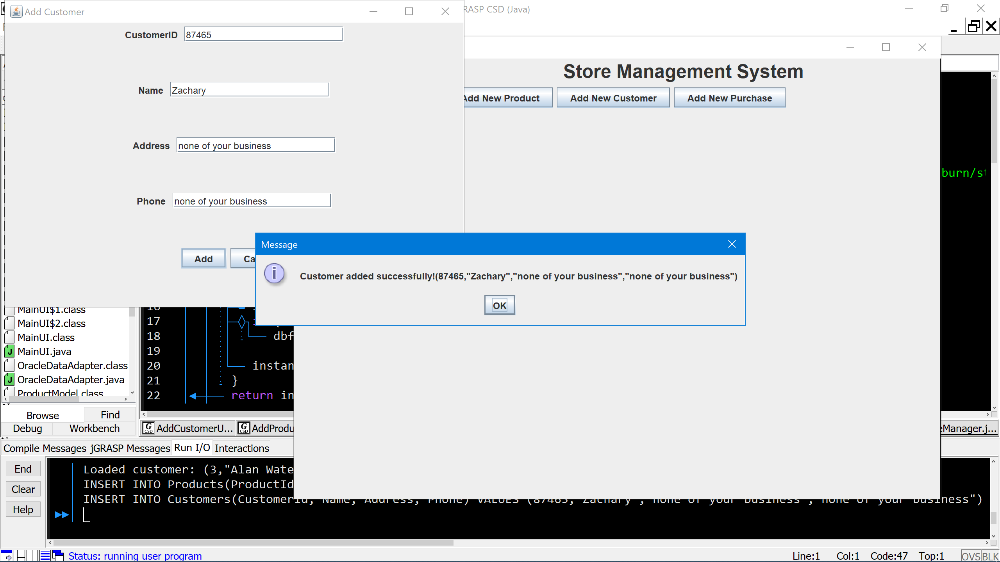 Add Customer
RASP CSD (Java)
CustomerID 87465
Name Zachary
Address none of your business
Phone none of your business
Add
Store Management System
Add New Product Add New Customer Add New Purchase
burn/st
Message
Customer added successfully!(87465,"Zachary","none of your business","none of your business")
OK
MainUI$1.class
MainUI$2.class
MainUI.class
MainUI.java
OracleDataAdapter.class
OracleDataAdapter.java
ProductModel.class
16
17
18 dbf
19
20 instan
21 }
22 return in
Browse Find
Debug Workbench
AddCustomerU... AddProdu
eManager.j...
Compile Messages jGRASP Messages Run I/O Interactions
End
Clear
Help
Loaded customer: (3,"Alan Wate
INSERT INTO Products(ProductId
INSERT INTO Customers(CustomerId, Name, Address, Phone) VALUES (87465,"Zachary","none of your business","none of your business")
Status: running user program
Line:1 Col:1 Code:47 Top:1 OVS BLK